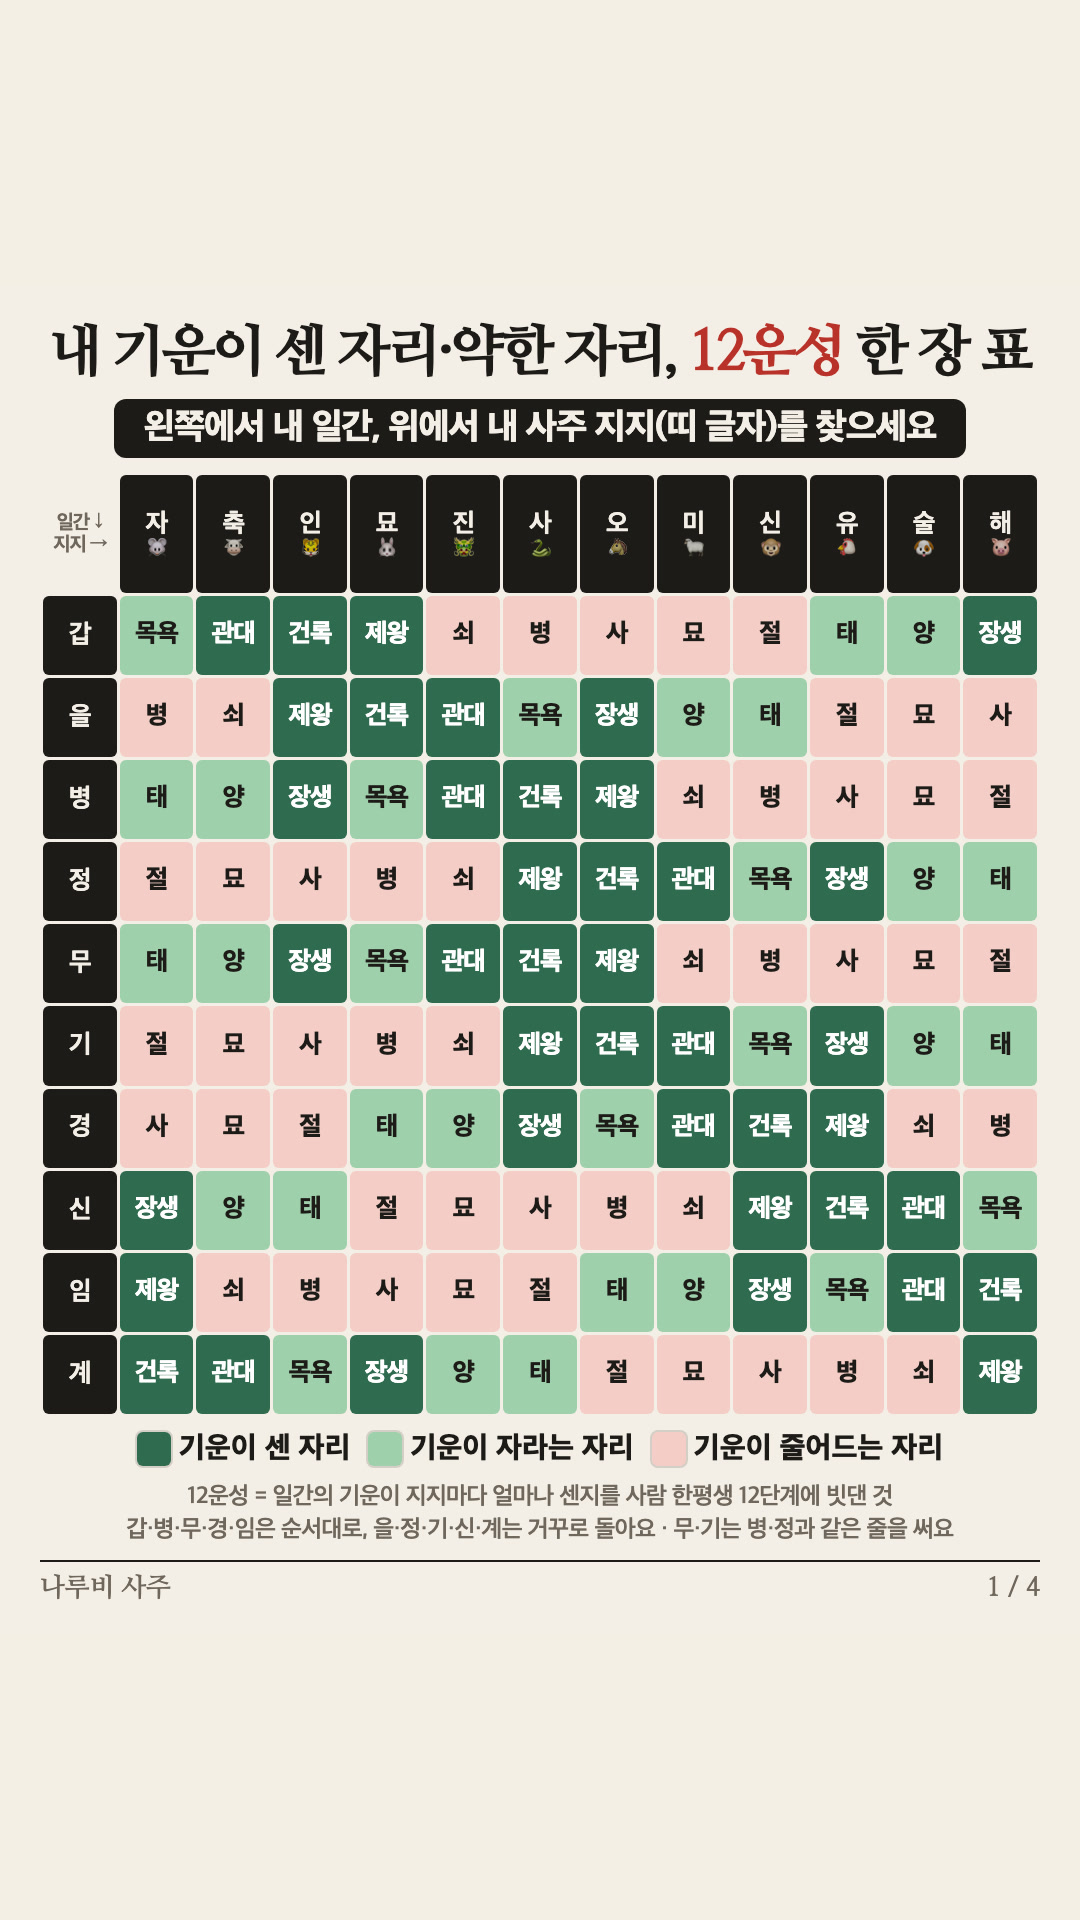 내 기운이 센 자리·약한 자리, 12운성 한 장 표
왼쪽에서 내 일간, 위에서 내 사주 지지(띠 글자)를 찾으세요
일간↓
지지→
자 축 인 묘 진 사 오 미 신 유 술 해
갑 목욕 관대 건록 제왕 쇠 병 사 묘 절 태 양 장생
을 병 쇠 제왕 건록 관대 목욕 장생 양 태 절 묘 사
병 태 양 장생 목욕 관대 건록 제왕 쇠 병 사 묘 절
정 절 묘 사 병 쇠 제왕 건록 관대 목욕 장생 양 태
무 태 양 장생 목욕 관대 건록 제왕 쇠 병 사 묘 절
기 절 묘 사 병 쇠 제왕 건록 관대 목욕 장생 양 태
경 사 묘 절 태 양 장생 목욕 관대 건록 제왕 쇠 병
신 장생 양 태 절 묘 사 병 쇠 제왕 건록 관대 목욕
임 제왕 쇠 병 사 묘 절 태 양 장생 목욕 관대 건록
계 건록 관대 목욕 장생 양 태 절 묘 사 병 쇠 제왕
기운이 센 자리 기운이 자라는 자리 기운이 줄어드는 자리
12운성 = 일간의 기운이 지지마다 얼마나 센지를 사람 한평생 12단계에 빗댄 것
갑·병·무·경·임은 순서대로, 을·정·기·신·계는 거꾸로 돌아요 · 무·기는 병·정과 같은 줄을 써요
나루비 사주
1 / 4